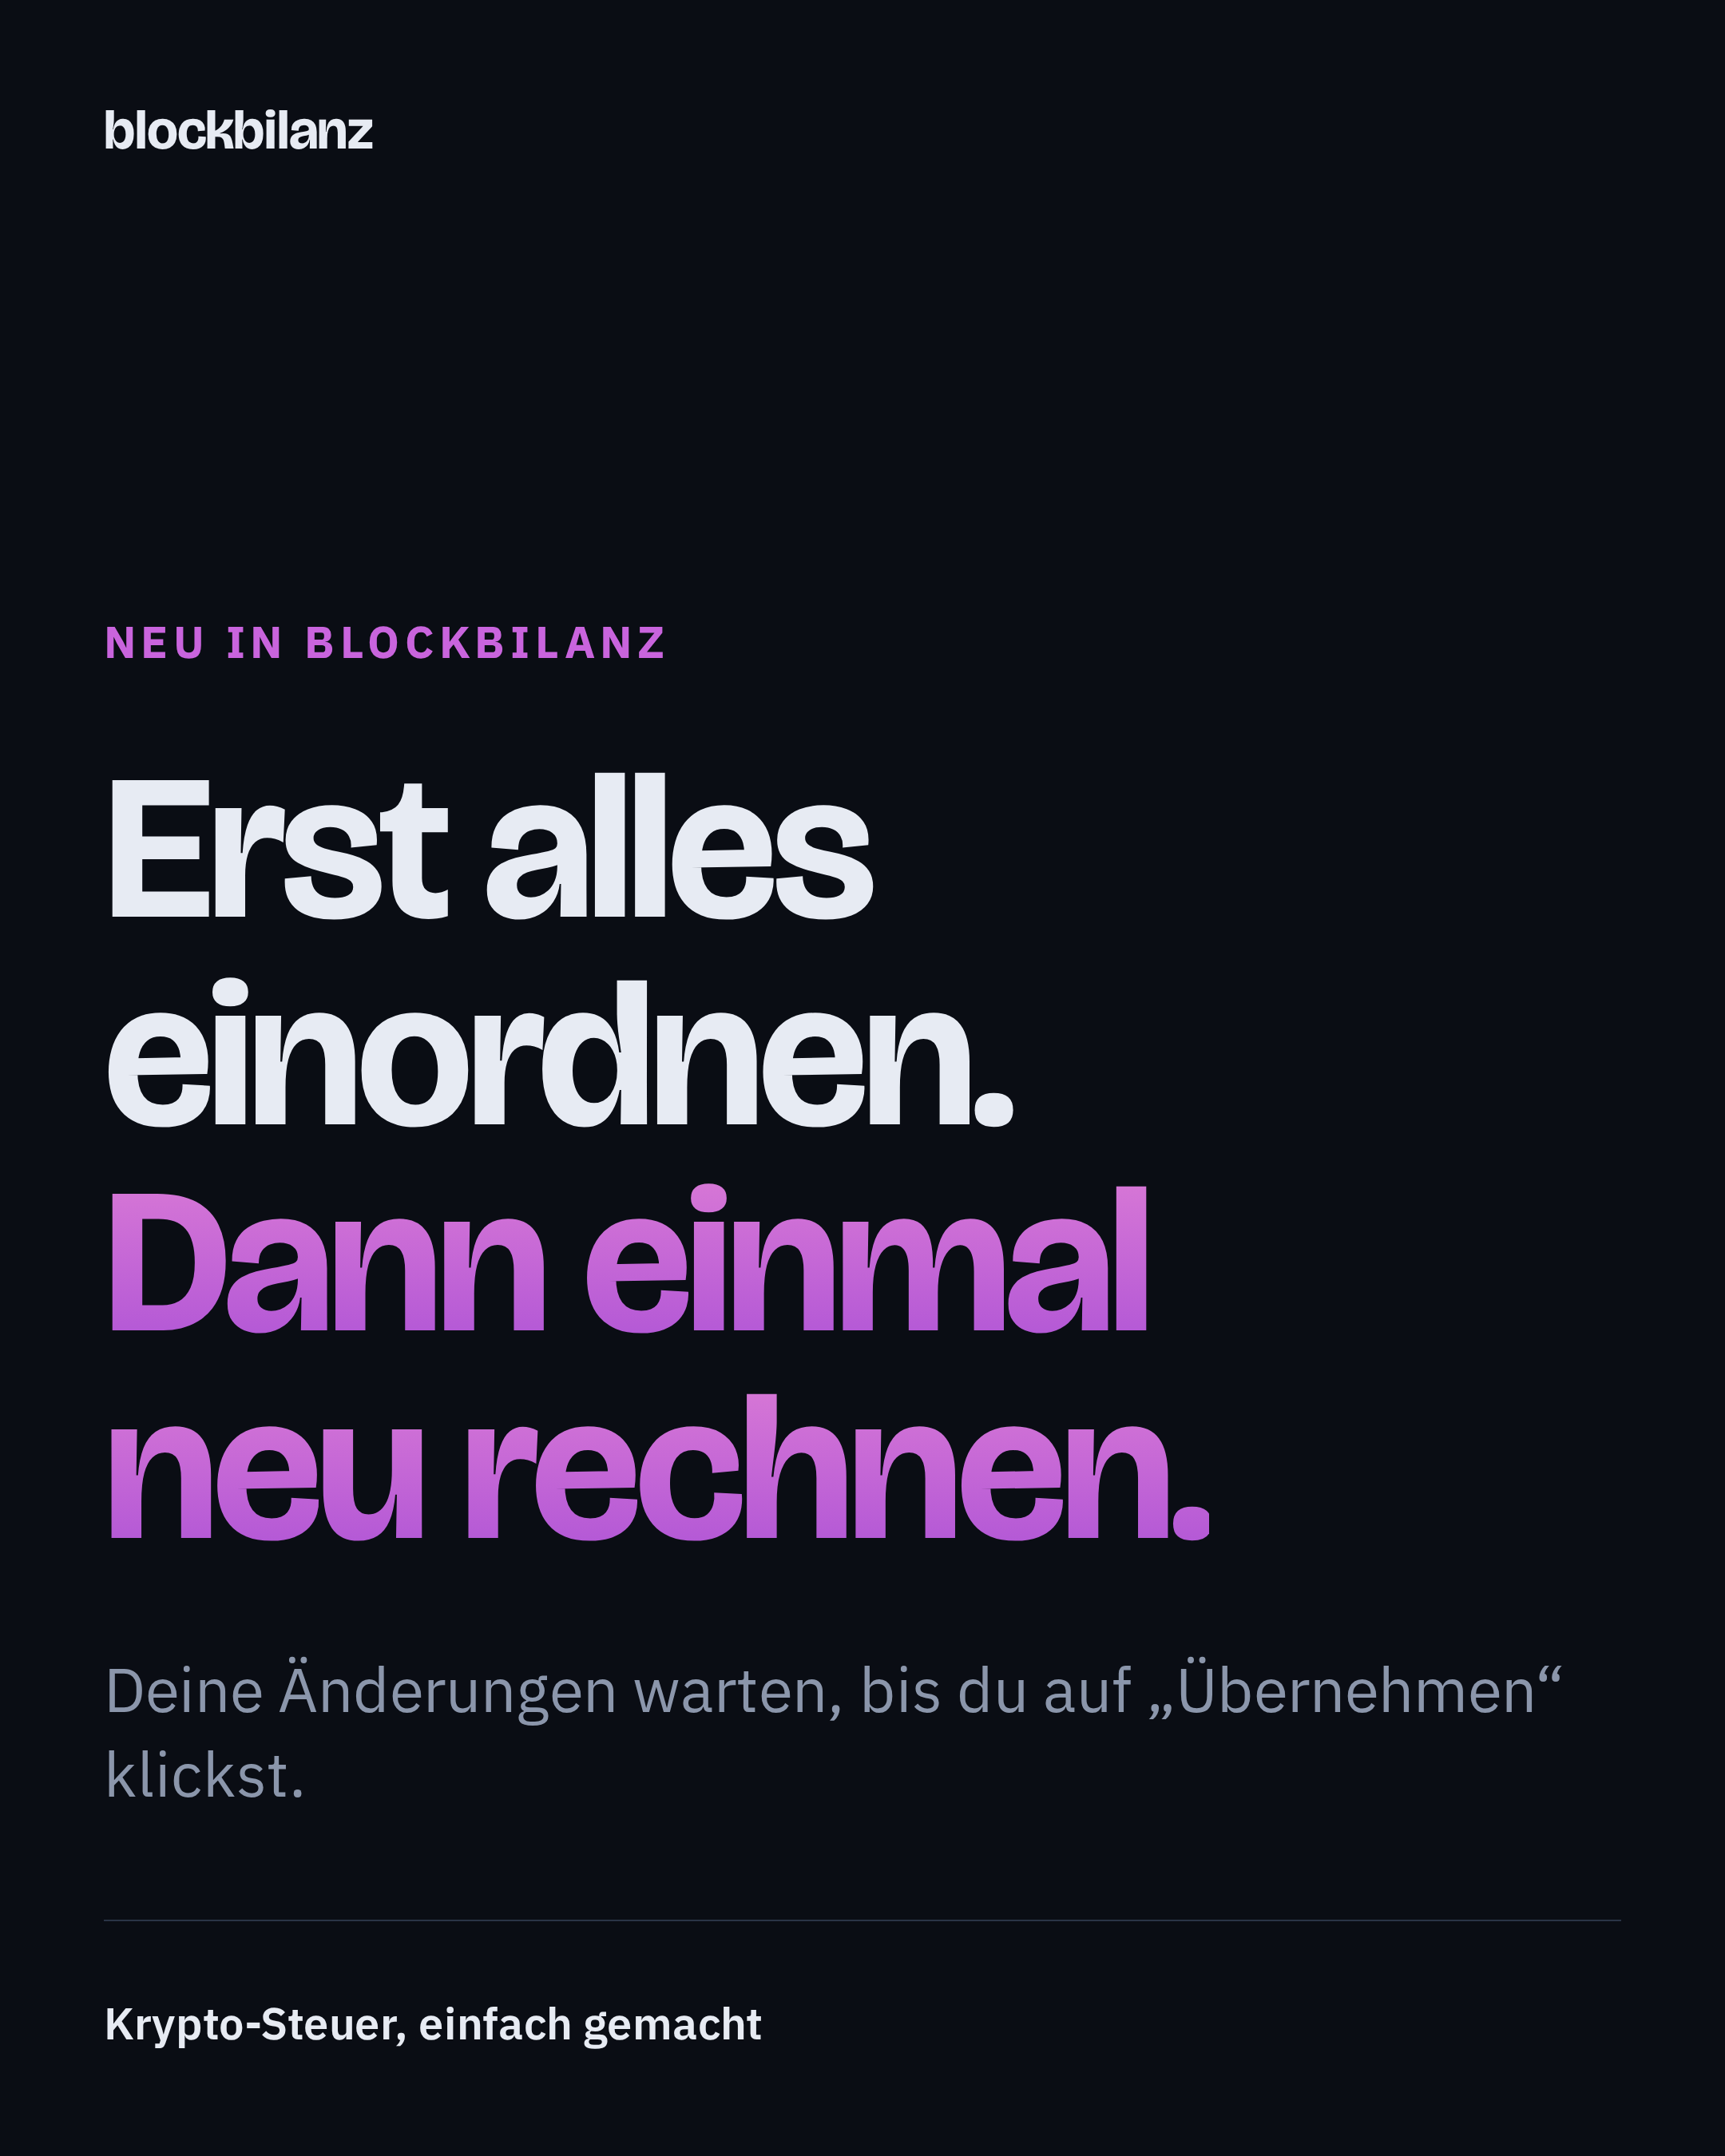 blockbilanz
NEU IN BLOCKBILANZ
Erst alles
einordnen.
Dann einmal
neu rechnen.
Deine Änderungen warten, bis du auf „Übernehmen“
klickst.
Krypto-Steuer, einfach gemacht